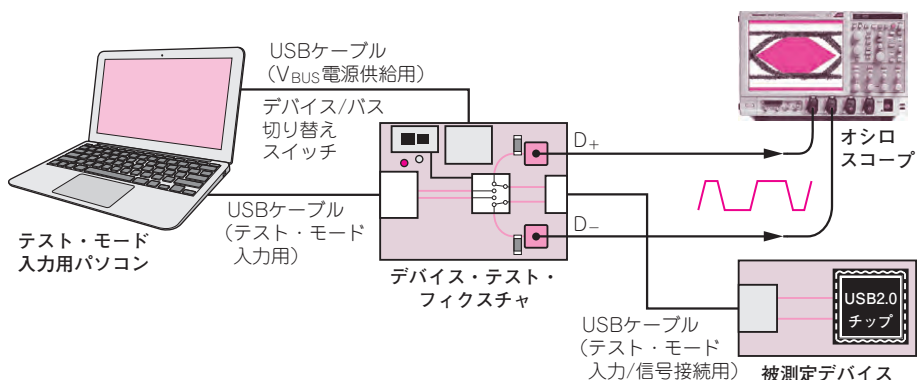 USBケーブル
(VBUS電源供給用)
デバイス/バス
切り替え
スイッチ
D+
オシロ
スコープ
USBケーブル
(テスト・モード
入力用)
テスト・モード
入力用パソコン
D−
デバイス・テスト・
フィクスチャ
USB2.0
チップ
USBケーブル
(テスト・モード
入力/信号接続用)
被測定デバイス